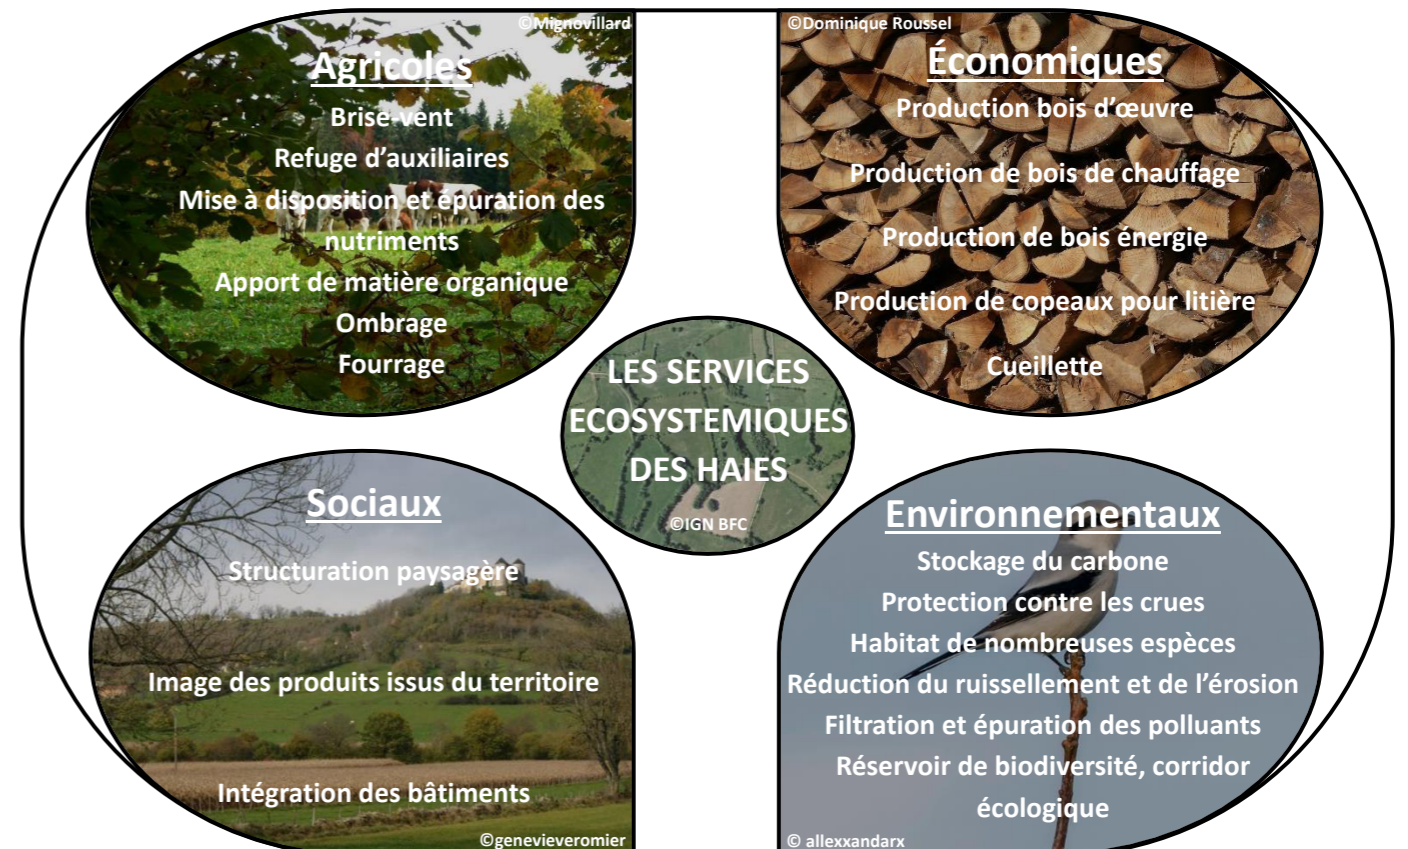 ©Mignovillard
Agricoles
Brise-vent
Refuge d’auxiliaires
Mise à disposition et épuration des
nutriments
Apport de matière organique
Ombrage
Fourrage
©Dominique Roussel
Économiques
Production bois d’œuvre
Production de bois de chauffage
Production de bois énergie
Production de copeaux pour litière
Cueillette
LES SERVICES
ECOSYSTEMIQUES
DES HAIES
©IGN BFC
Sociaux
Structuration paysagère
Image des produits issus du territoire
Intégration des bâtiments
©genevieveromier
Environnementaux
Stockage du carbone
Protection contre les crues
Habitat de nombreuses espèces
Réduction du ruissellement et de l’érosion
Filtration et épuration des polluants
Réservoir de biodiversité, corridor
écologique
© allexxandarx